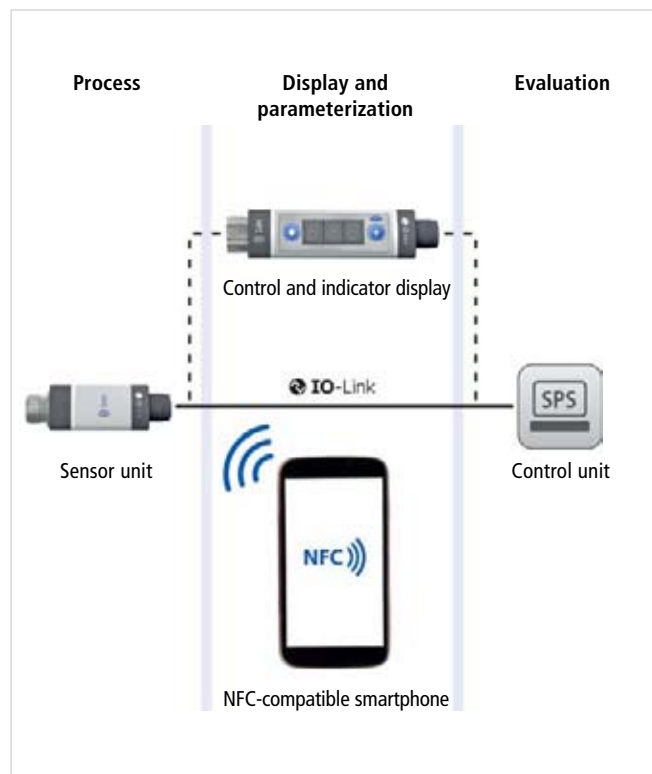 Process
Display and
parameterization
Evaluation
Control and indicator display
IO-Link
SPS
Sensor unit
Control unit
NFC
NFC-compatible smartphone